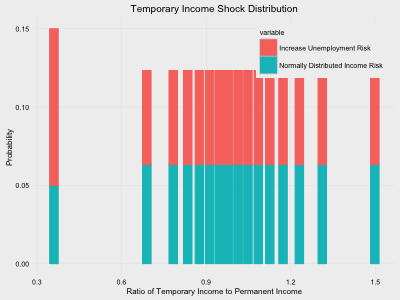 Temporary Income Shock Distribution
variable
Increase Unemployment Risk
Normally Distributed Income Risk
Probability
0.15
0.10
0.05
0.00
0.3 0.6 0.9 1.2 1.5
Ratio of Temporary Income to Permanent Income